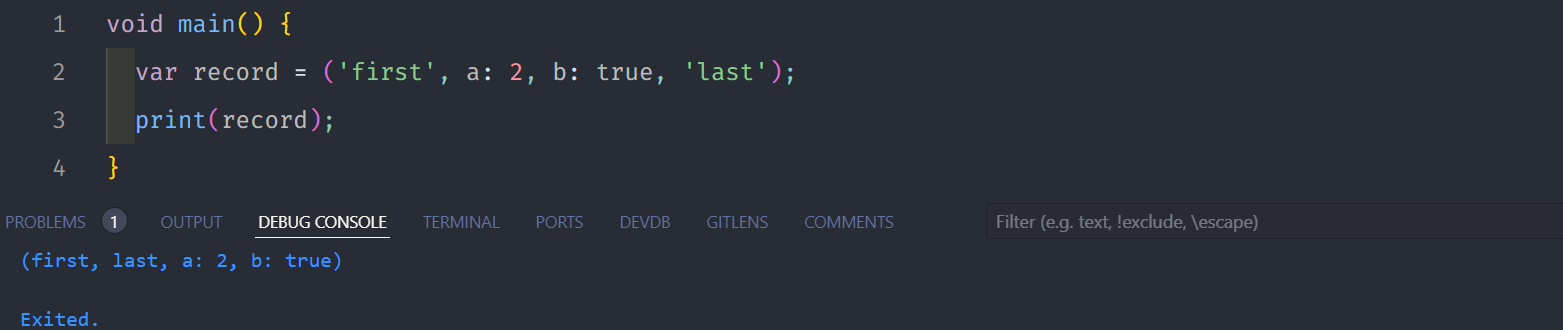 1 void main() {
2 var record = ('first', a: 2, b: true, 'last');
3 print(record);
4 }
PROBLEMS 1 OUTPUT DEBUG CONSOLE TERMINAL PORTS DEVDB GITLENS COMMENTS Filter (e.g. text, !exclude, \escape)
(first, last, a: 2, b: true)
Exited.